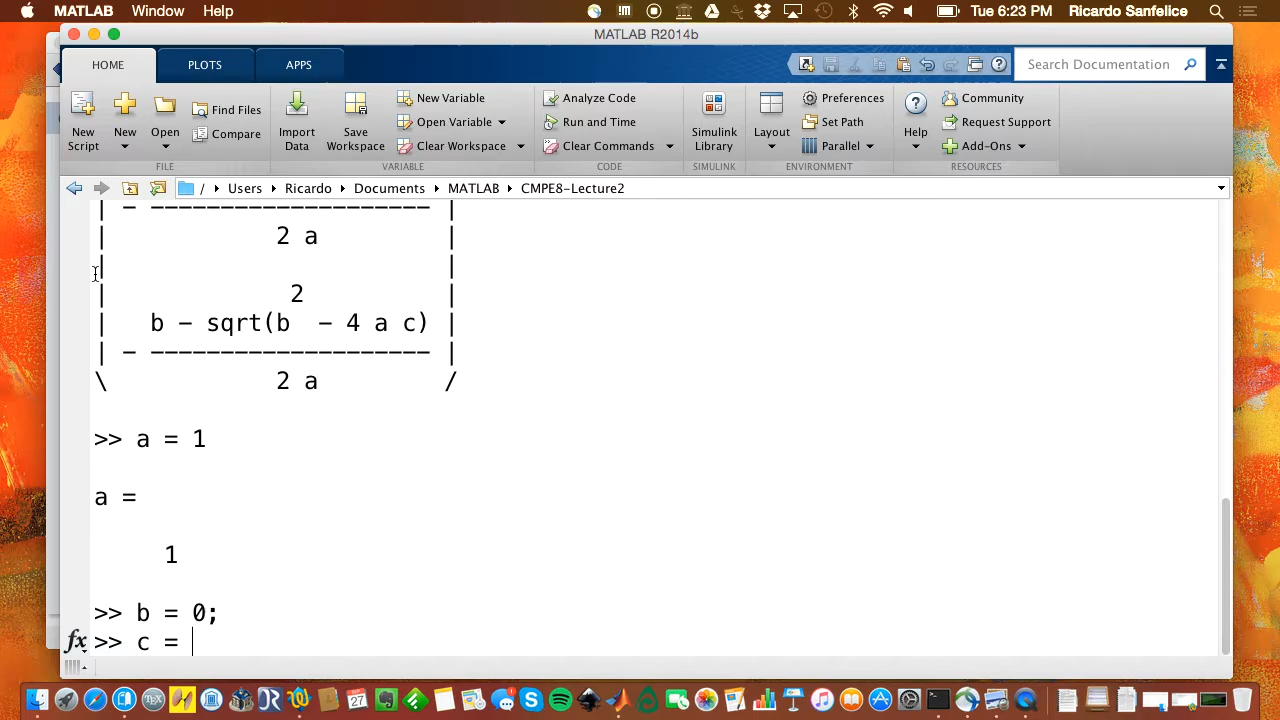 MATLAB Window Help Tue 6:23 PM Ricardo Sanfelice
MATLAB R2014b
HOME PLOTS APPS Search Documentation
New Script New Open Find Files Compare Import Data Save Workspace New Variable Open Variable Clear Workspace Analyze Code Run and Time Clear Commands Simulink Library Layout Preferences Set Path Parallel Help Community Request Support Add-Ons
FILE VARIABLE CODE SIMULINK ENVIRONMENT RESOURCES
/ Users Ricardo Documents MATLAB CMPE8-Lecture2
| - -------------------- |
| 2 a |
| |
| 2 |
| b - sqrt(b - 4 a c) |
| - -------------------- |
\ 2 a /
>> a = 1
a =
1
>> b = 0;
fx >> c =